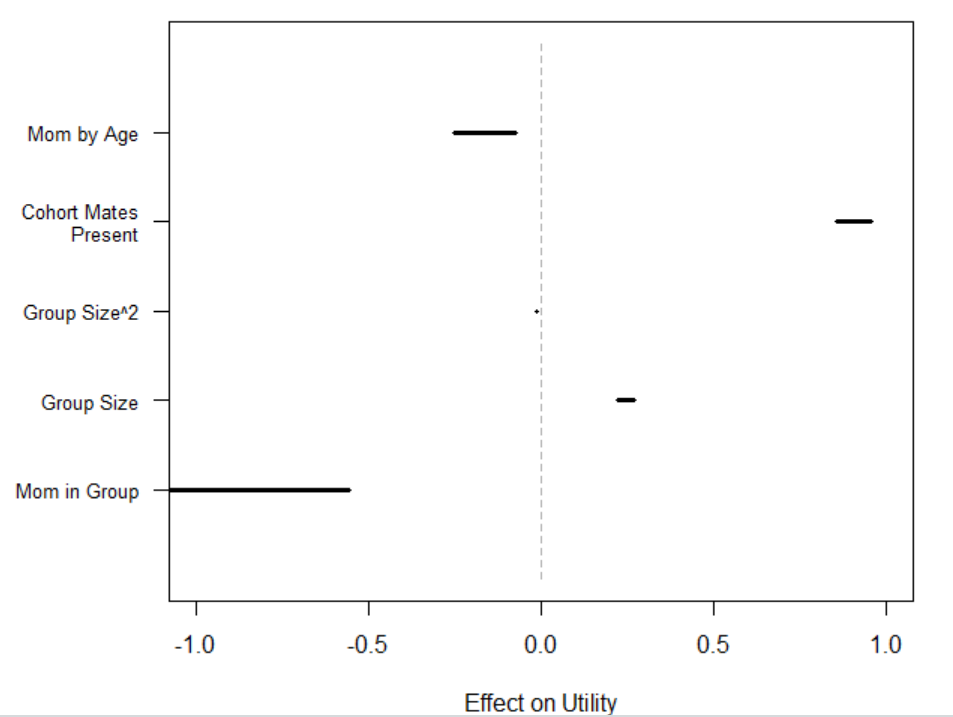 Mom by Age
Cohort Mates
Present
Group Size^2
Group Size
Mom in Group
-1.0
-0.5
0.0
0.5
1.0
Effect on Utility